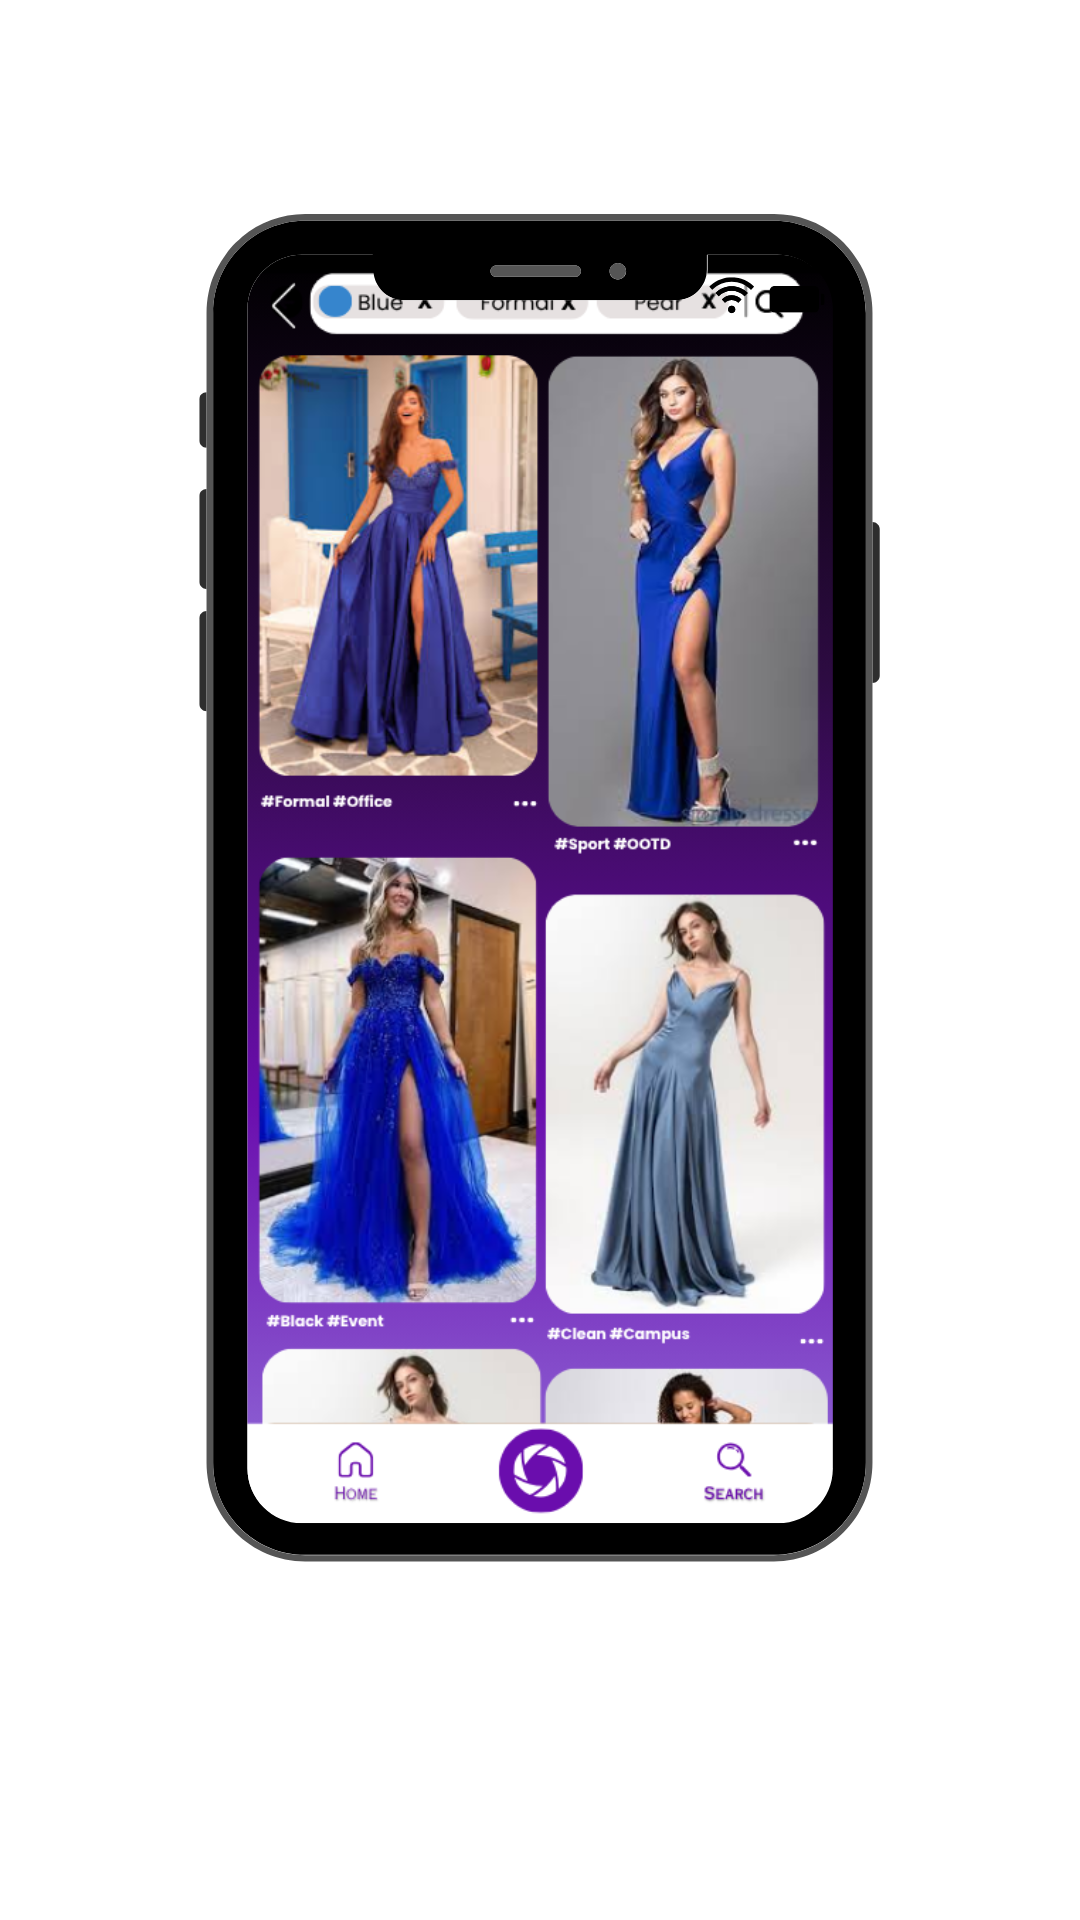 Blue X Formal X Pear X
#Formal #Office
#Sport #OOTD
#Black #Event
#Clean #Campus
HOME
SEARCH